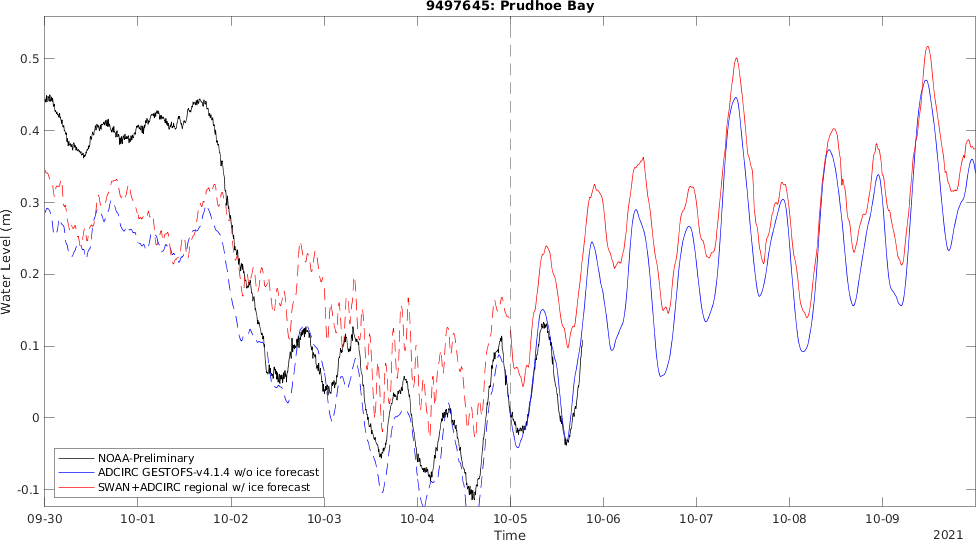 9497645: Prudhoe Bay
Water Level (m)
0.5
0.4
0.3
0.2
0.1
0
-0.1
NOAA-Preliminary
ADCIRC GESTOFS-v4.1.4 w/o ice forecast
SWAN+ADCIRC regional w/ ice forecast
09-30 10-01 10-02 10-03 10-04 10-05 10-06 10-07 10-08 10-09
Time
2021